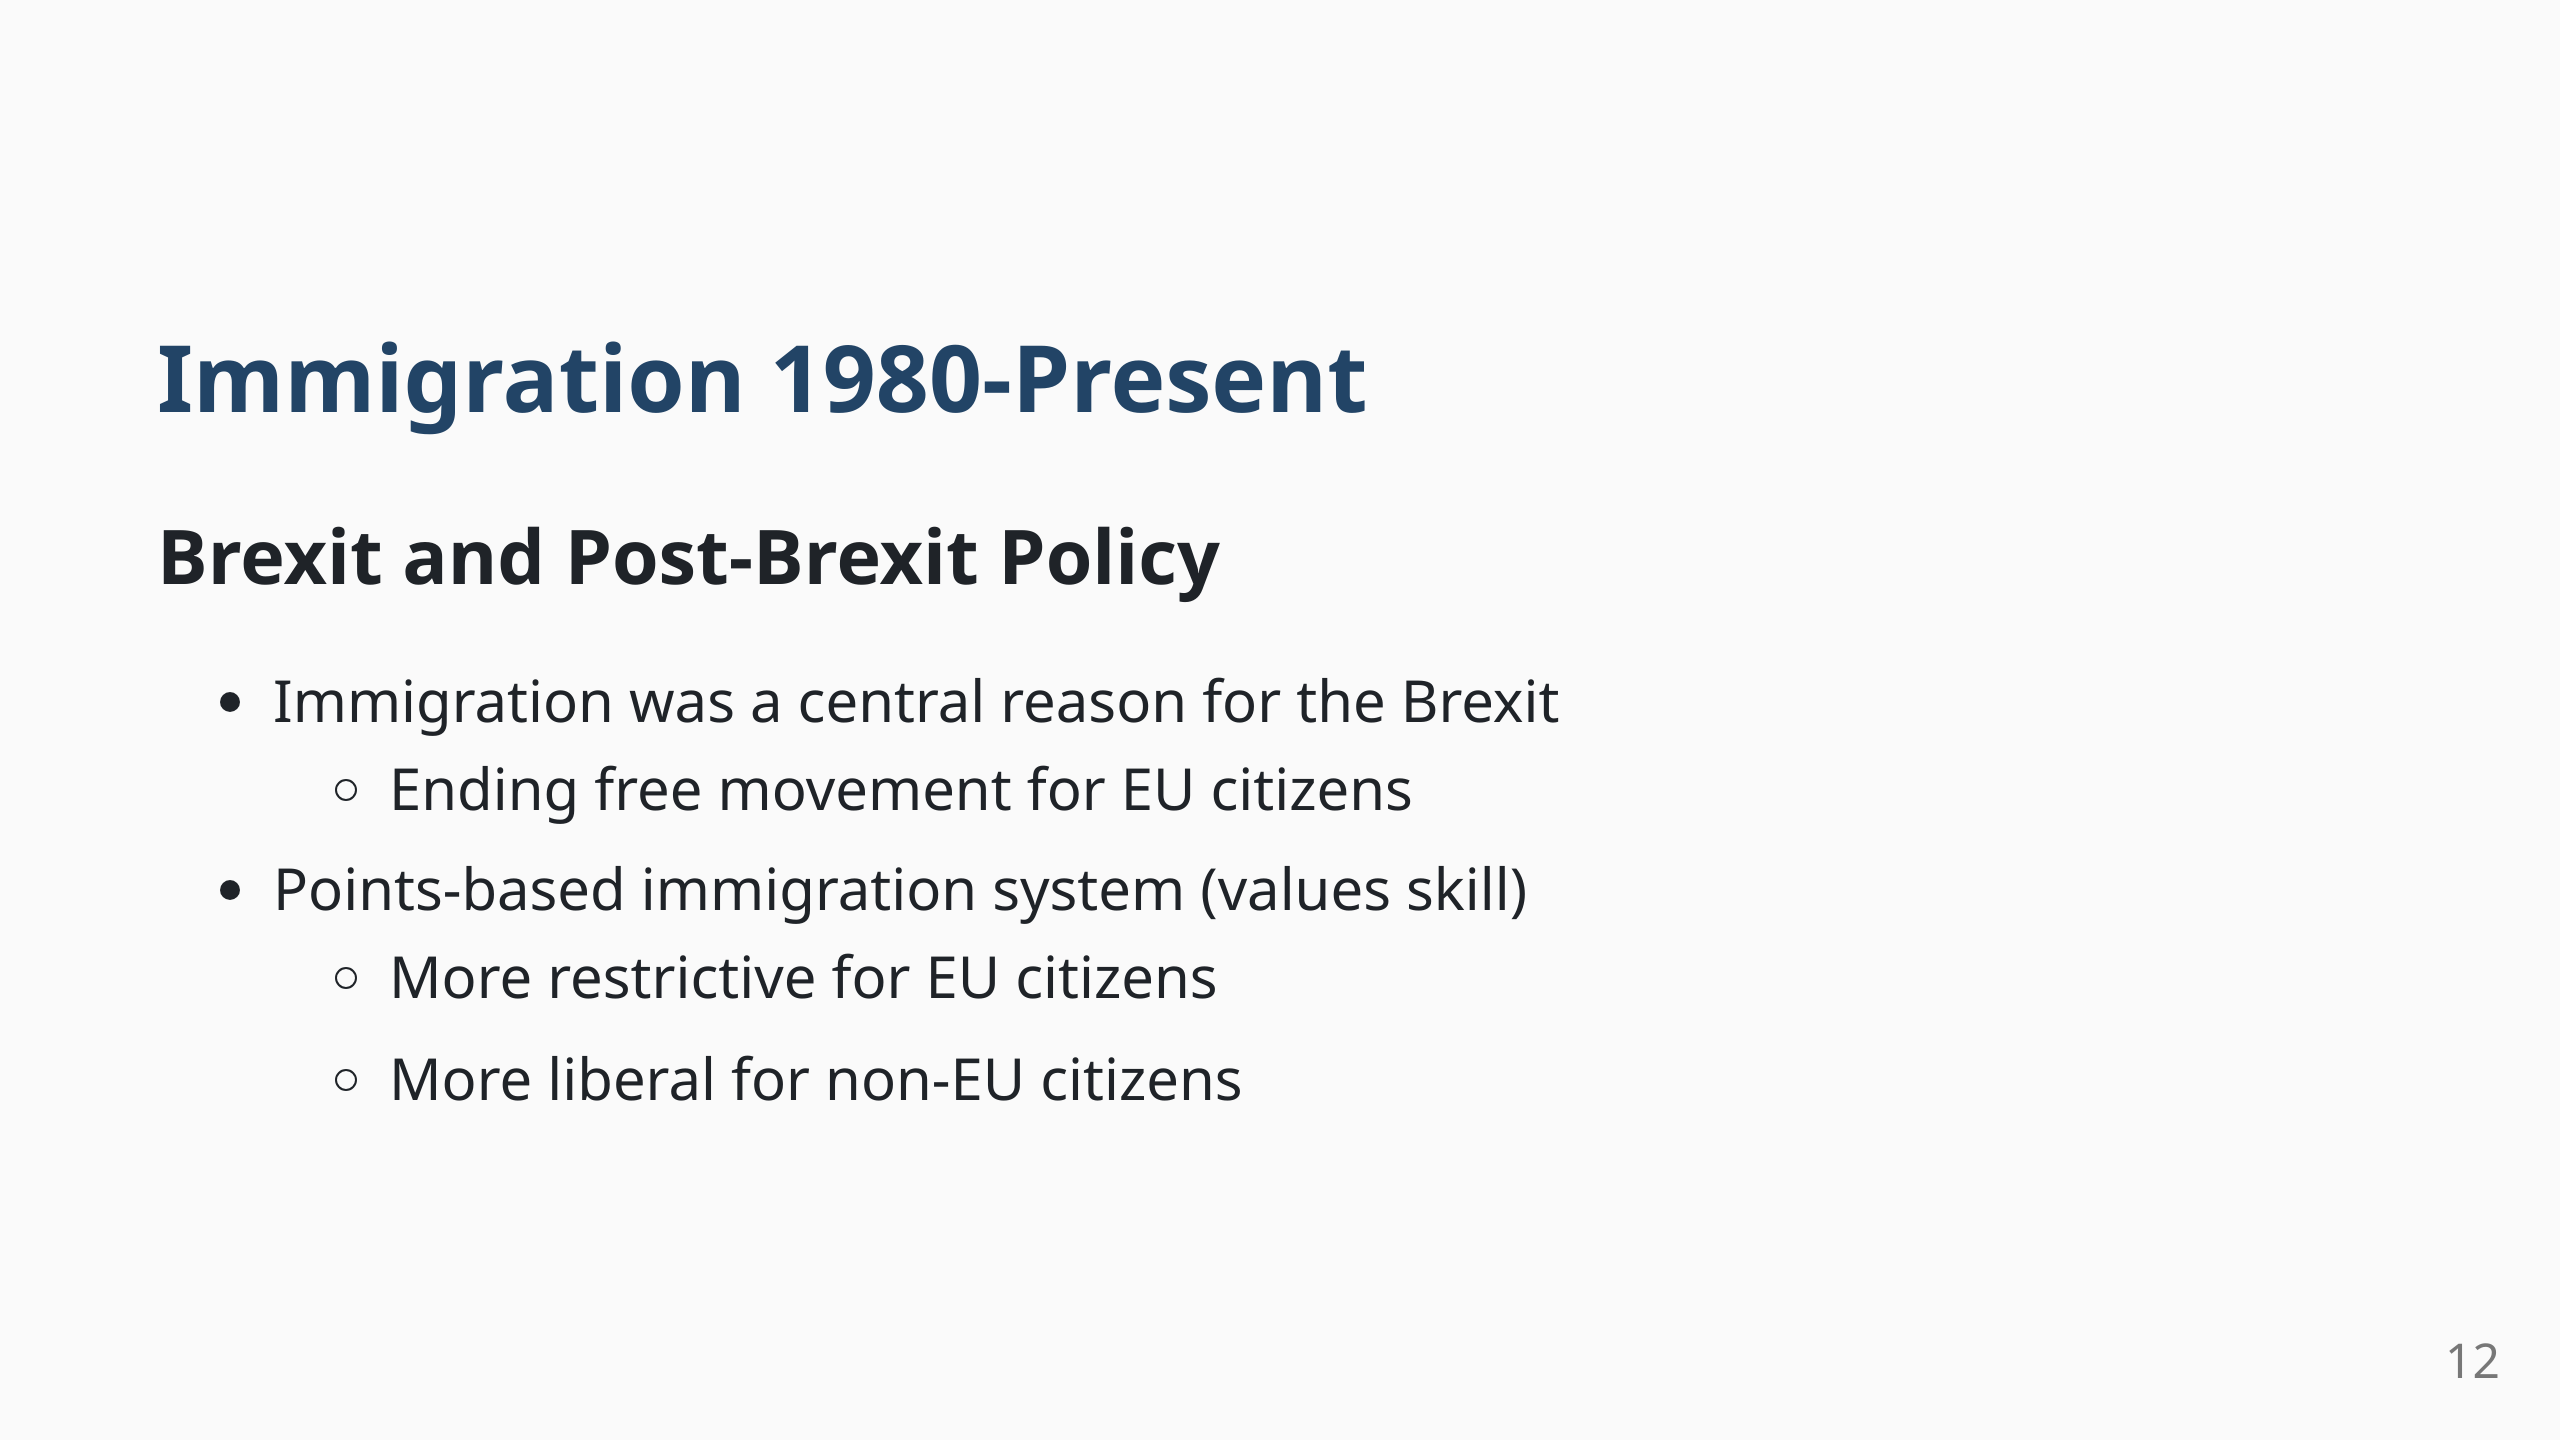 Immigration 1980-Present
Brexit and Post-Brexit Policy
• Immigration was a central reason for the Brexit
○ Ending free movement for EU citizens
• Points-based immigration system (values skill)
○ More restrictive for EU citizens
○ More liberal for non-EU citizens
12